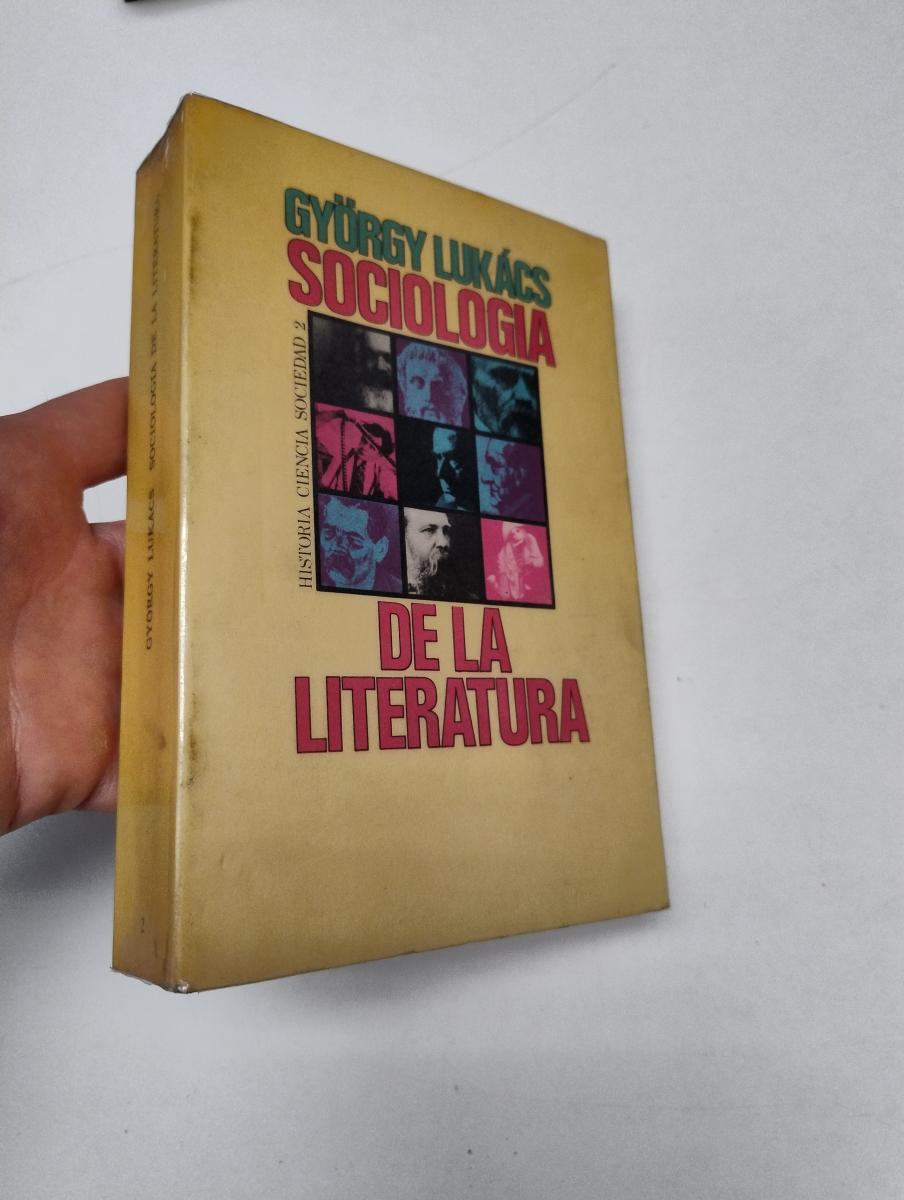 GYÖRGY LUKÁCS
SOCIOLOGIA
HISTORIA CIENCIA SOCIEDAD 2
DE LA
LITERATURA
GYÖRGY LUKÁCS SOCIOLOGIA DE LA LITERATURA
2